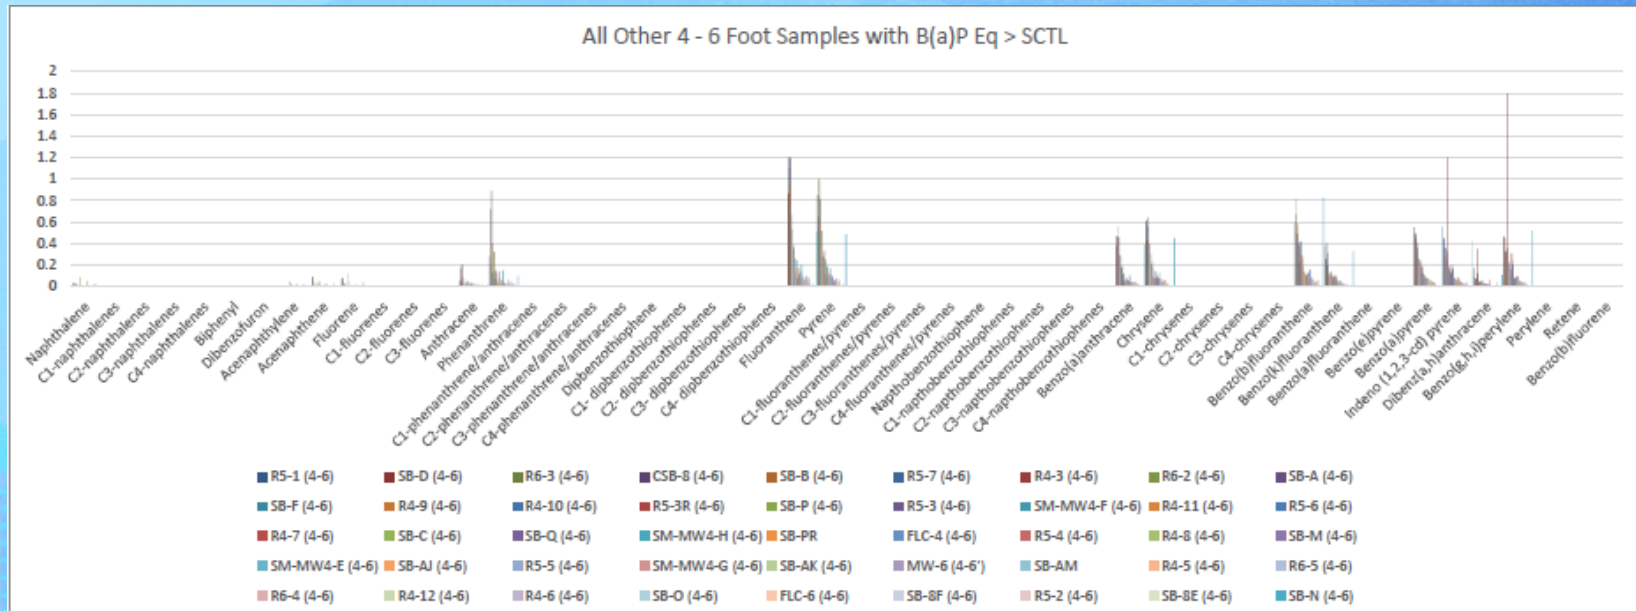 All Other 4 - 6 Foot Samples with B(a)P Eq > SCTL
2
1.8
1.6
1.4
1.2
1
0.8
0.6
0.4
0.2
0
Naphthalene
C1-naphthalenes
C2-naphthalenes
C3-naphthalenes
C4-naphthalenes
Biphenyl
Dibenzofuron
Acenaphthylene
Acenaphthene
Fluorene
C1-fluorenes
C2-fluorenes
C3-fluorenes
Anthracene
Phenanthrene
C1-phenanthrene/anthracenes
C2-phenanthrene/anthracenes
C3-phenanthrene/anthracenes
C4-phenanthrene/anthracenes
Dipbenzothiophene
C1- dipbenzothiophenes
C2- dipbenzothiophenes
C3- dipbenzothiophenes
C4- dipbenzothiophenes
Fluoranthene
Pyrene
C1-fluoranthenes/pyrenes
C2-fluoranthenes/pyrenes
C3-fluoranthenes/pyrenes
C4-fluoranthenes/pyrenes
Napthobenzothiophene
C1-napthobenzothiophenes
C2-napthobenzothiophenes
C3-napthobenzothiophenes
C4-napthobenzothiophenes
Benzo(a)anthracene
Chrysene
C1-chrysenes
C2-chrysenes
C3-chrysenes
C4-chrysenes
Benzo(b)fluoranthene
Benzo(k)fluoranthene
Benzo(a)fluoranthene
Benzo(e)pyrene
Benzo(a)pyrene
Indeno (1,2,3-cd) pyrene
Dibenz(a,h)anthracene
Benzo(g,h,i)perylene
Perylene
Retene
Benzo(b)fluorene
R5-1 (4-6) SB-D (4-6) R6-3 (4-6) CSB-8 (4-6) SB-B (4-6) R5-7 (4-6) R4-3 (4-6) R6-2 (4-6) SB-A (4-6)
SB-F (4-6) R4-9 (4-6) R4-10 (4-6) R5-3R (4-6) SB-P (4-6) R5-3 (4-6) SM-MW4-F (4-6) R4-11 (4-6) R5-6 (4-6)
R4-7 (4-6) SB-C (4-6) SB-Q (4-6) SM-MW4-H (4-6) SB-PR FLC-4 (4-6) R5-4 (4-6) R4-8 (4-6) SB-M (4-6)
SM-MW4-E (4-6) SB-AJ (4-6) R5-5 (4-6) SM-MW4-G (4-6) SB-AK (4-6) MW-6 (4-6') SB-AM R4-5 (4-6) R6-5 (4-6)
R6-4 (4-6) R4-12 (4-6) R4-6 (4-6) SB-O (4-6) FLC-6 (4-6) SB-8F (4-6) R5-2 (4-6) SB-8E (4-6) SB-N (4-6)